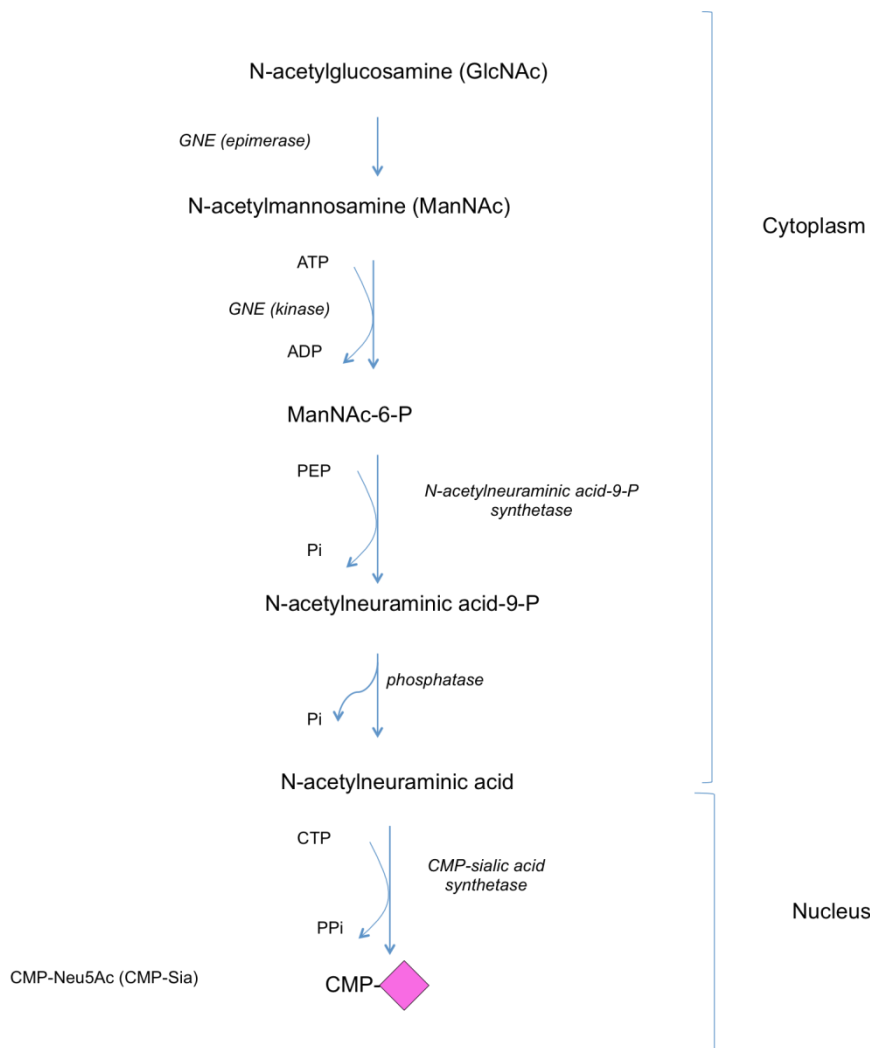 N-acetylglucosamine (GlcNAc)
GNE (epimerase)
N-acetylmannosamine (ManNAc)
Cytoplasm
ATP
GNE (kinase)
ADP
ManNAc-6-P
PEP
N-acetylneuraminic acid-9-P
synthetase
Pi
N-acetylneuraminic acid-9-P
phosphatase
Pi
N-acetylneuraminic acid
CTP
CMP-sialic acid
synthetase
Nucleus
PPi
CMP-Neu5Ac (CMP-Sia)
CMP-